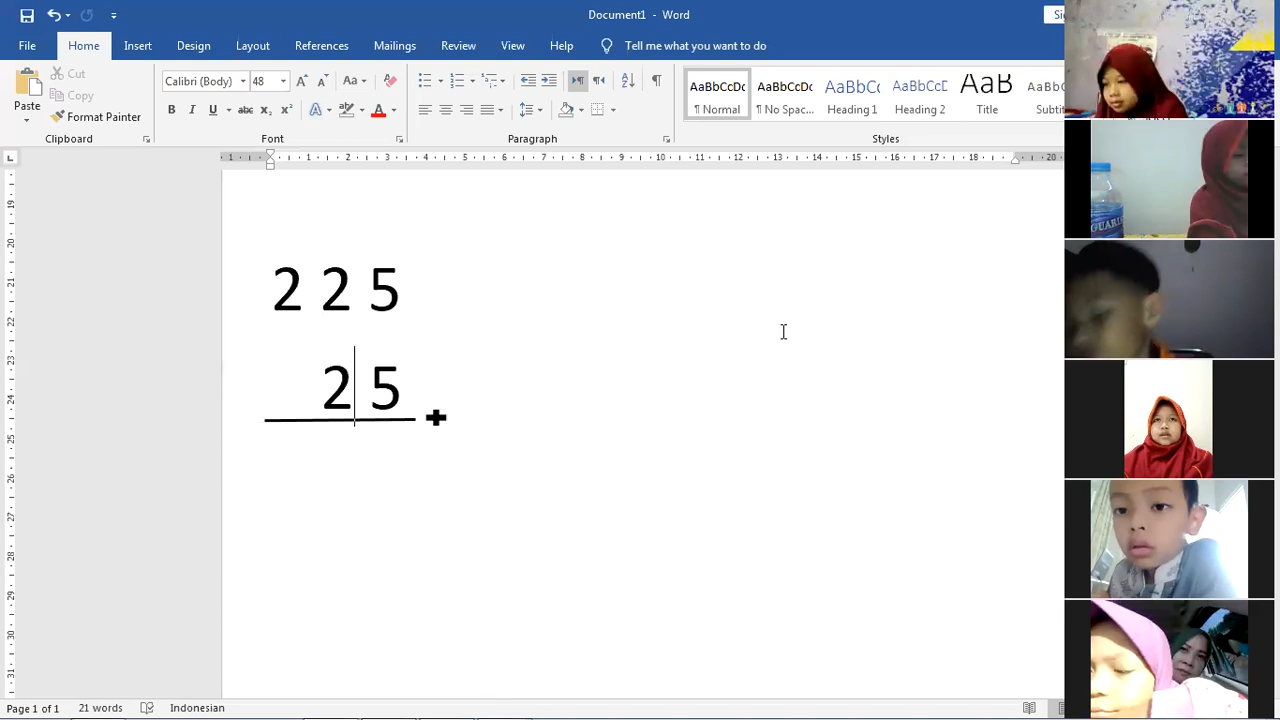 Document1 - Word
File Home Insert Design Layout References Mailings Review View Help Tell me what you want to do
Paste
Cut
Copy
Format Painter
Clipboard
Calibri (Body) 48
Font
Paragraph
AaBbCcDc AaBbCcDc AaBbCc AaBbCcD AaB
¶ Normal ¶ No Spac... Heading 1 Heading 2 Title
Styles
2 2 5
2 5
+
Page 1 of 1 21 words Indonesian